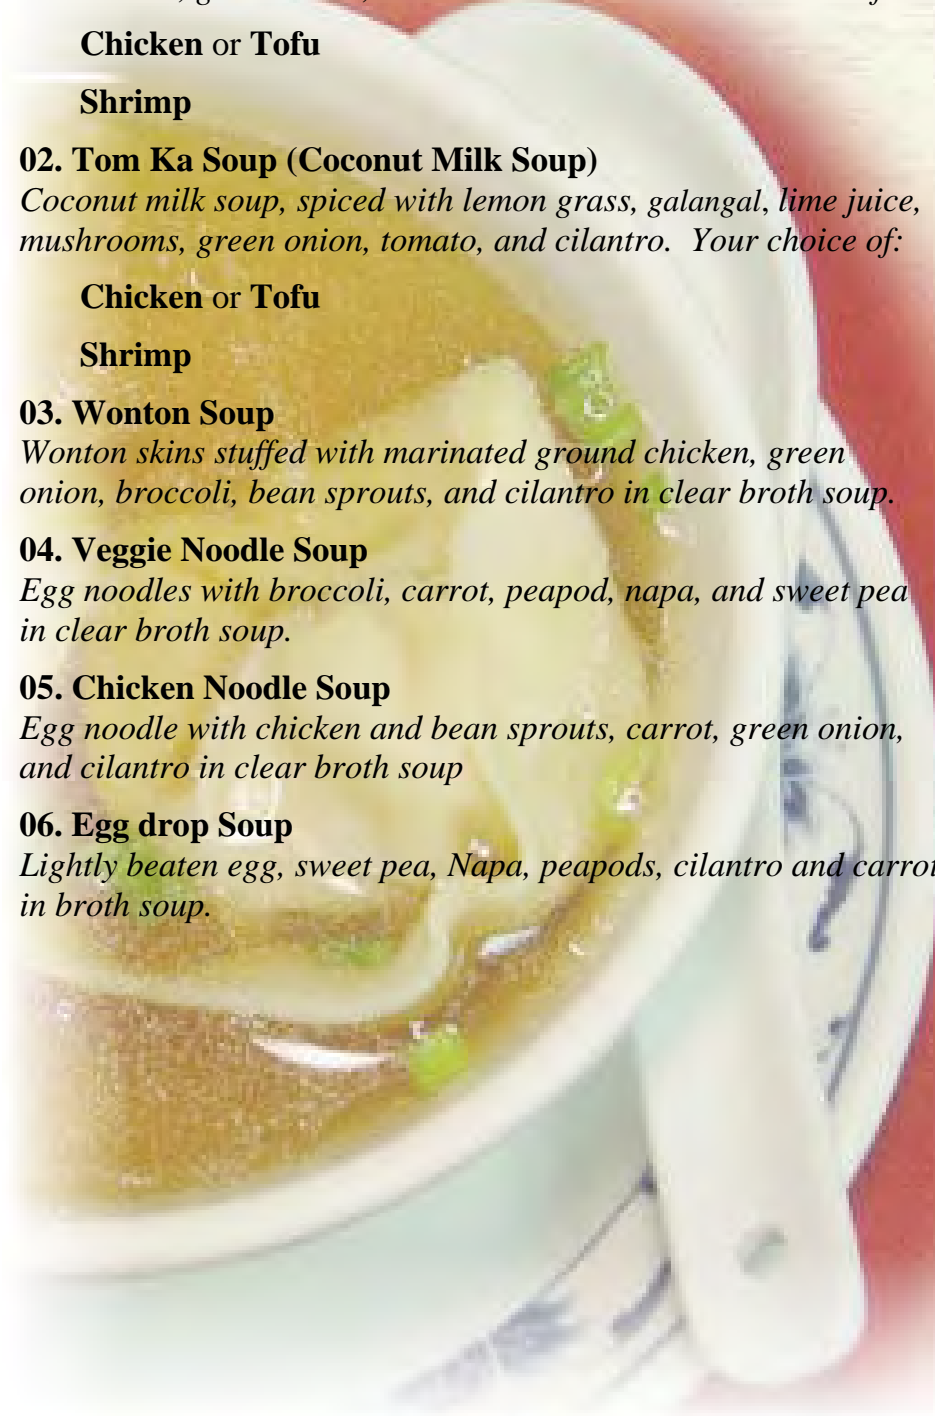 Chicken or Tofu
Shrimp
02. Tom Ka Soup (Coconut Milk Soup)
Coconut milk soup, spiced with lemon grass, galangal, lime juice,
mushrooms, green onion, tomato, and cilantro.  Your choice of:
Chicken or Tofu
Shrimp
03. Wonton Soup
Wonton skins stuffed with marinated ground chicken, green
onion, broccoli, bean sprouts, and cilantro in clear broth soup.
04. Veggie Noodle Soup
Egg noodles with broccoli, carrot, peapod, napa, and sweet pea
in clear broth soup.
05. Chicken Noodle Soup
Egg noodle with chicken and bean sprouts, carrot, green onion,
and cilantro in clear broth soup
06. Egg drop Soup
Lightly beaten egg, sweet pea, Napa, peapods, cilantro and carrot
in broth soup.